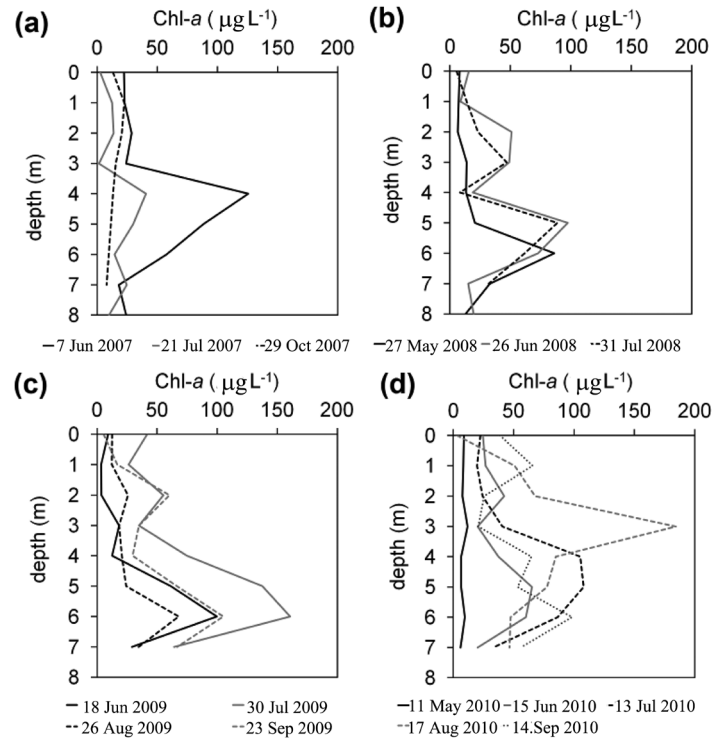 (a)
Chl-a ( µg L-1)
0 50 100 150 200
0
1
2
3
4
5
6
7
8
depth (m)
7 Jun 2007 21 Jul 2007 29 Oct 2007
(b)
Chl-a ( µg L-1)
0 50 100 150 200
0
1
2
3
4
5
6
7
8
depth (m)
27 May 2008 26 Jun 2008 31 Jul 2008
(c)
Chl-a ( µg L-1)
0 50 100 150 200
0
1
2
3
4
5
6
7
8
depth (m)
18 Jun 2009 30 Jul 2009
26 Aug 2009 23 Sep 2009
(d)
Chl-a ( µg L-1)
0 50 100 150 200
0
1
2
3
4
5
6
7
8
depth (m)
11 May 2010 15 Jun 2010 13 Jul 2010
17 Aug 2010 14.Sep 2010